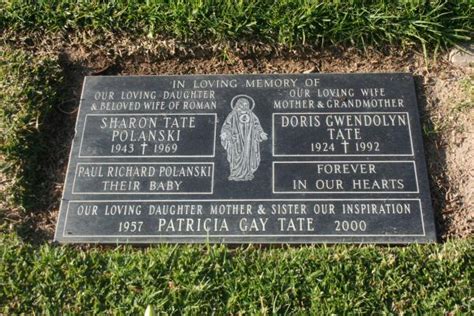 IN LOVING MEMORY OF
OUR LOVING DAUGHTER
& BELOVED WIFE OF ROMAN
SHARON TATE
POLANSKI
1943 † 1969
PAUL RICHARD POLANSKI
THEIR BABY
OUR LOVING WIFE
MOTHER & GRANDMOTHER
DORIS GWENDOLYN
TATE
1924 † 1992
FOREVER
IN OUR HEARTS
OUR LOVING DAUGHTER MOTHER & SISTER OUR INSPIRATION
1957 PATRICIA GAY TATE 2000